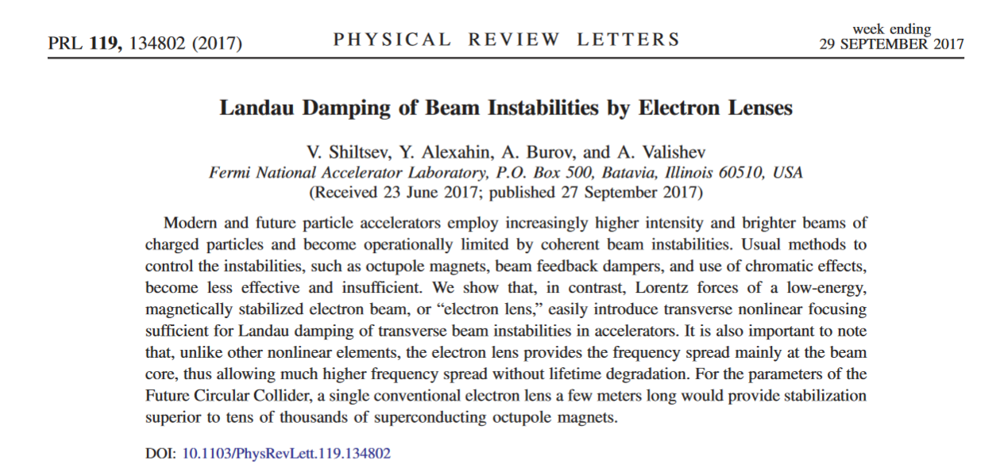 PRL 119, 134802 (2017)
PHYSICAL REVIEW LETTERS
week ending
29 SEPTEMBER 2017
Landau Damping of Beam Instabilities by Electron Lenses
V. Shiltsev, Y. Alexahin, A. Burov, and A. Valishev
Fermi National Accelerator Laboratory, P.O. Box 500, Batavia, Illinois 60510, USA
(Received 23 June 2017; published 27 September 2017)
Modern and future particle accelerators employ increasingly higher intensity and brighter beams of
charged particles and become operationally limited by coherent beam instabilities. Usual methods to
control the instabilities, such as octupole magnets, beam feedback dampers, and use of chromatic effects,
become less effective and insufficient. We show that, in contrast, Lorentz forces of a low-energy,
magnetically stabilized electron beam, or “electron lens,” easily introduce transverse nonlinear focusing
sufficient for Landau damping of transverse beam instabilities in accelerators. It is also important to note
that, unlike other nonlinear elements, the electron lens provides the frequency spread mainly at the beam
core, thus allowing much higher frequency spread without lifetime degradation. For the parameters of the
Future Circular Collider, a single conventional electron lens a few meters long would provide stabilization
superior to tens of thousands of superconducting octupole magnets.
DOI: 10.1103/PhysRevLett.119.134802